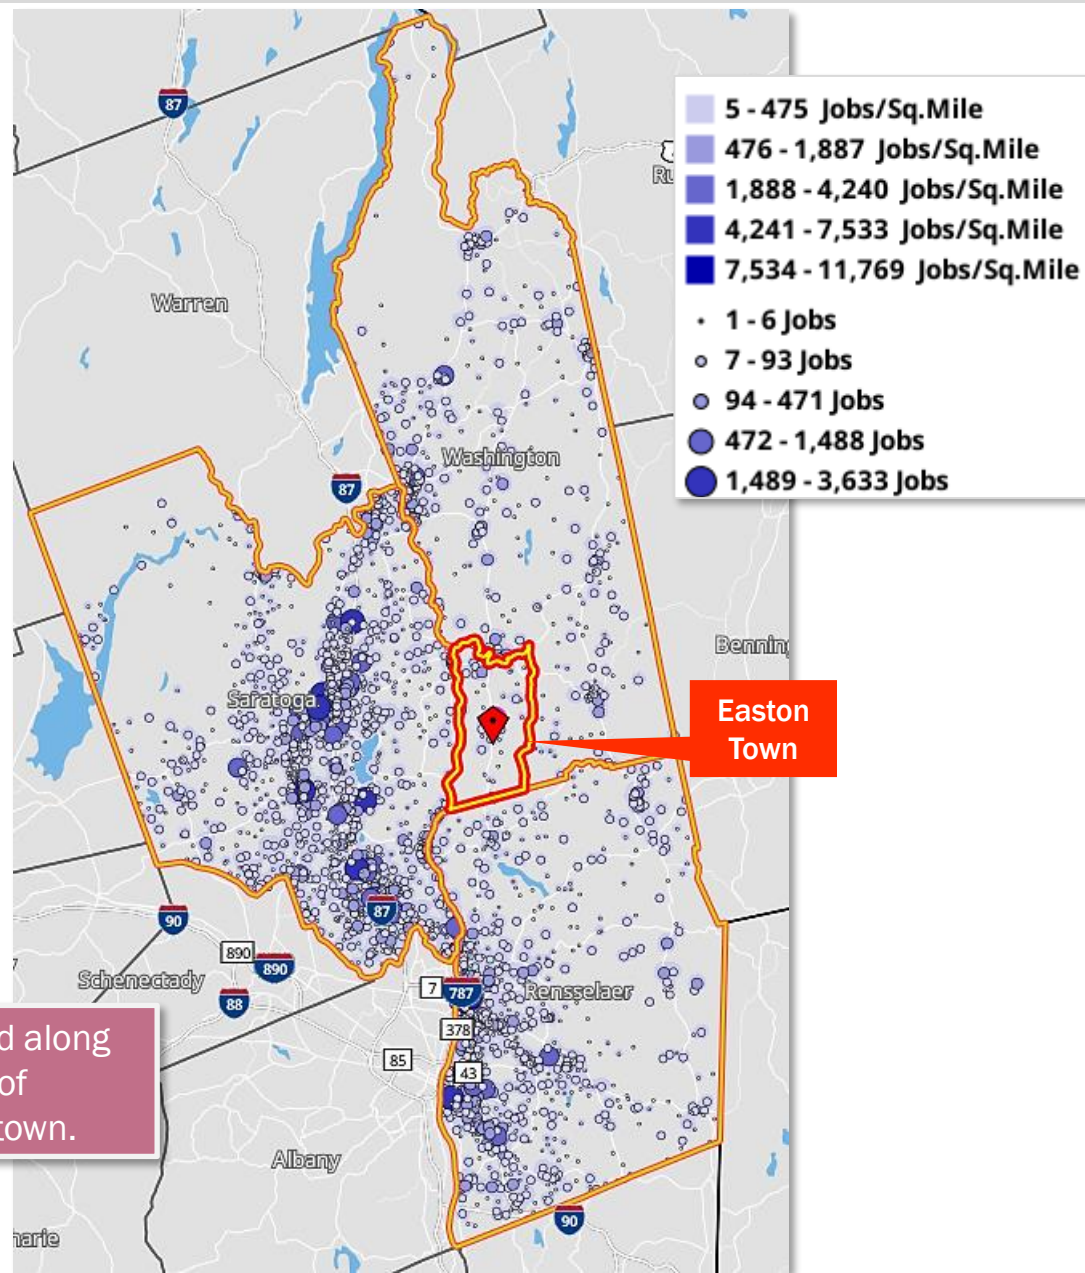 87
5 - 475 Jobs/Sq.Mile
476 - 1,887 Jobs/Sq.Mile
1,888 - 4,240 Jobs/Sq.Mile
4,241 - 7,533 Jobs/Sq.Mile
7,534 - 11,769 Jobs/Sq.Mile
1 - 6 Jobs
7 - 93 Jobs
94 - 471 Jobs
472 - 1,488 Jobs
1,489 - 3,633 Jobs
Ru
Warren
Washington
87
Bennin
Saratoga
Easton
Town
87
90
890
890
Schenectady
88
7
787
Rensselaer
378
85
43
d along
of
town.
Albany
90
harie